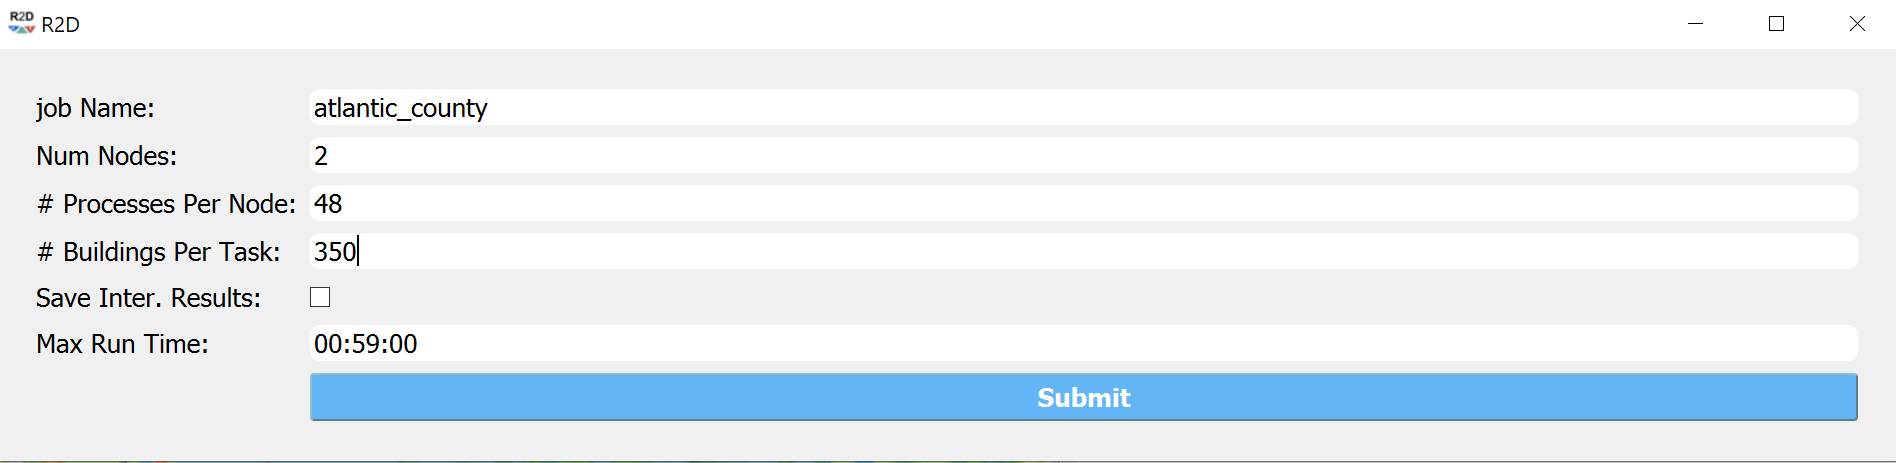 R2D R2D
job Name: atlantic_county
Num Nodes: 2
# Processes Per Node: 48
# Buildings Per Task: 350
Save Inter. Results:
Max Run Time: 00:59:00
Submit